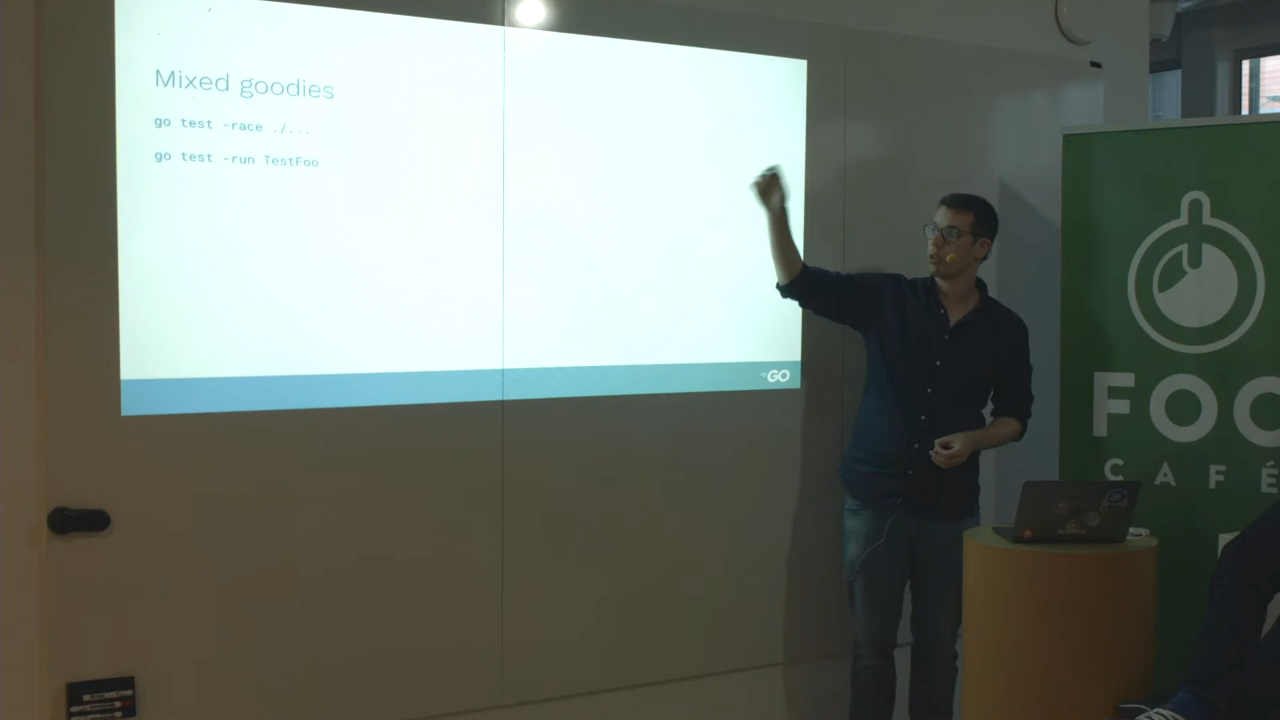 Mixed goodies
go test -race ./...
go test -run TestFoo
GO
FOO
CAFÉ